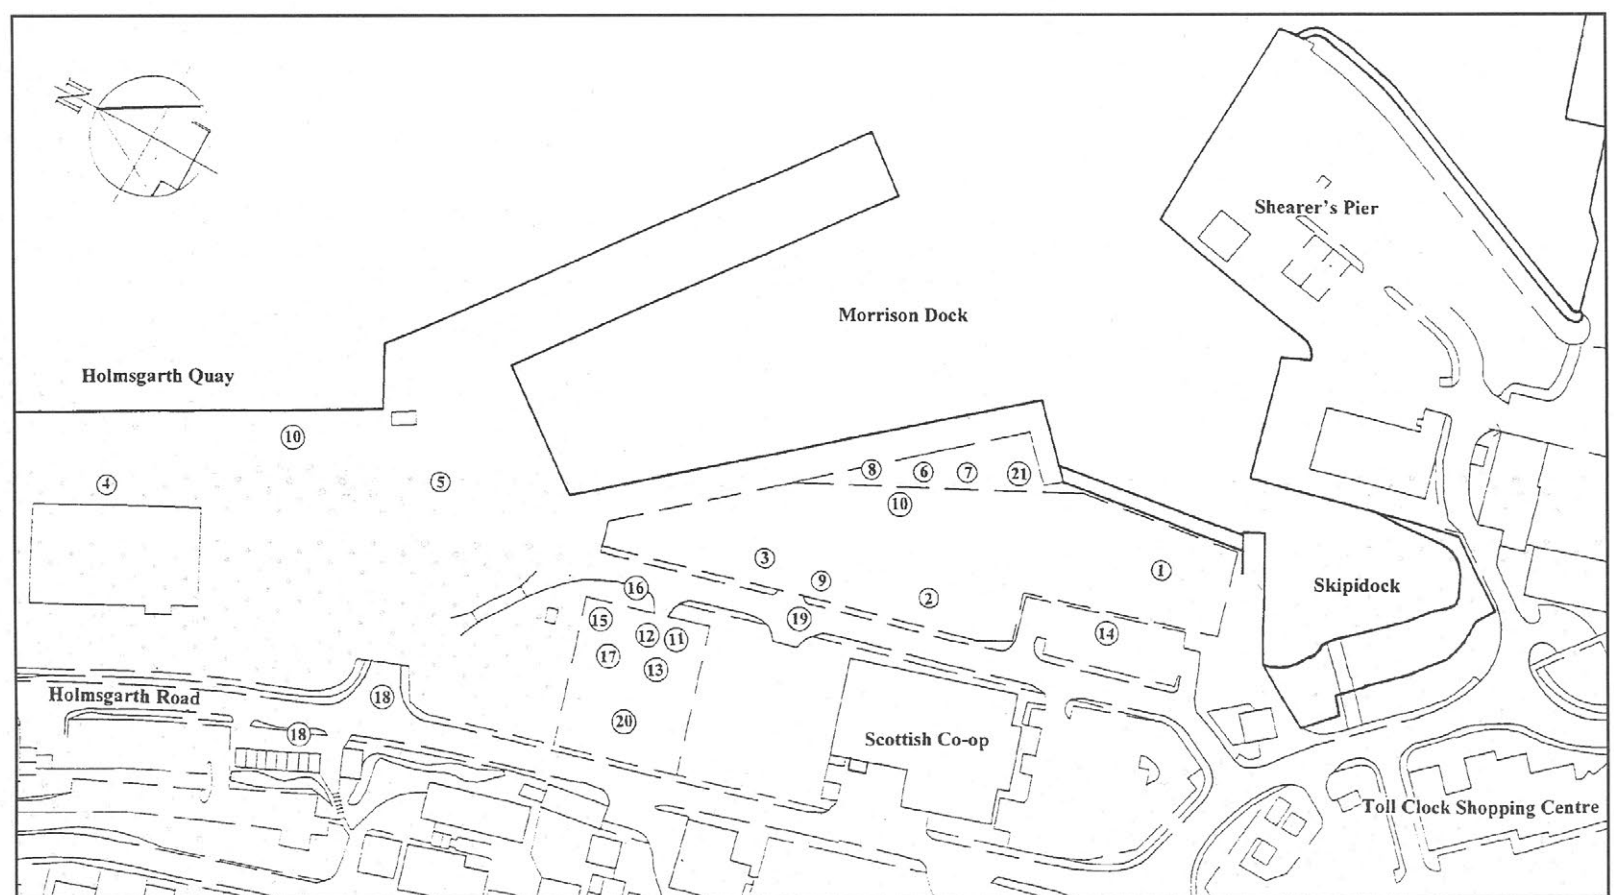 N
Shearer's Pier
Morrison Dock
Holmsgarth Quay
10
4
5
8
6
7
21
10
3
9
2
1
Skipidock
16
15
12
11
19
14
17
13
Holmsgarth Road
18
20
18
Scottish Co-op
Toll Clock Shopping Centre